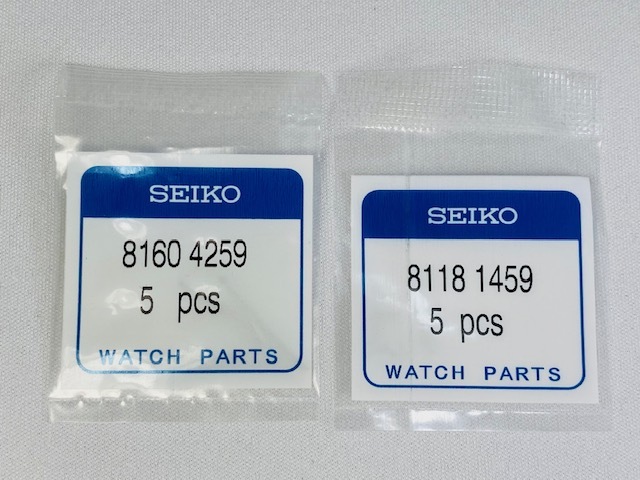 SEIKO
8160 4259
5 pcs
WATCH PARTS
SEIKO
8118 1459
5 pcs
WATCH PARTS